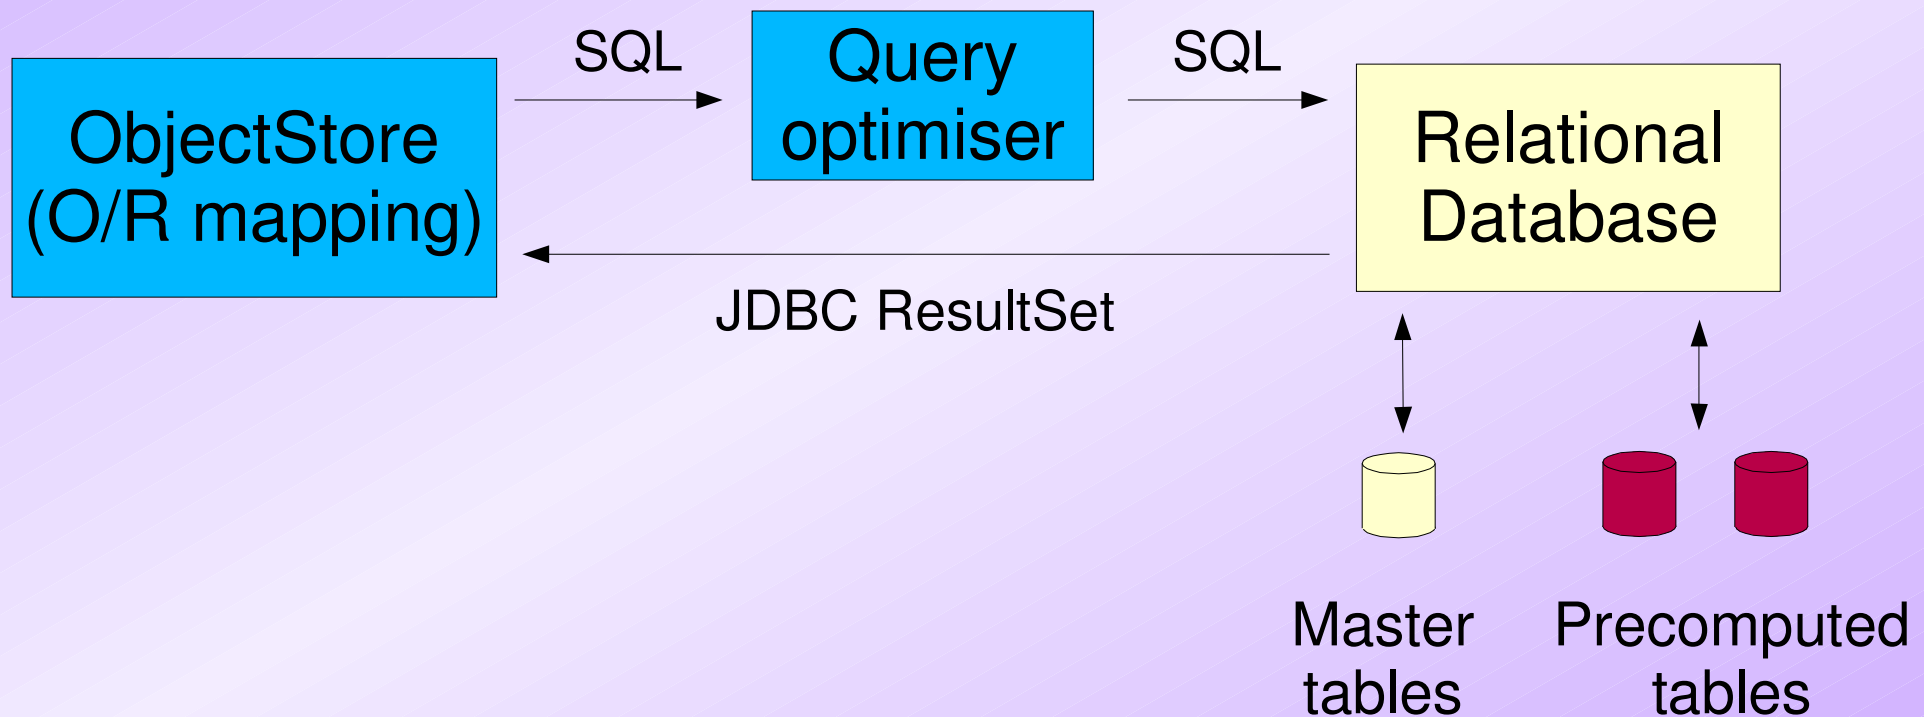 ObjectStore
(O/R mapping)
SQL
Query
optimiser
SQL
Relational
Database
JDBC ResultSet
Master
tables
Precomputed
tables